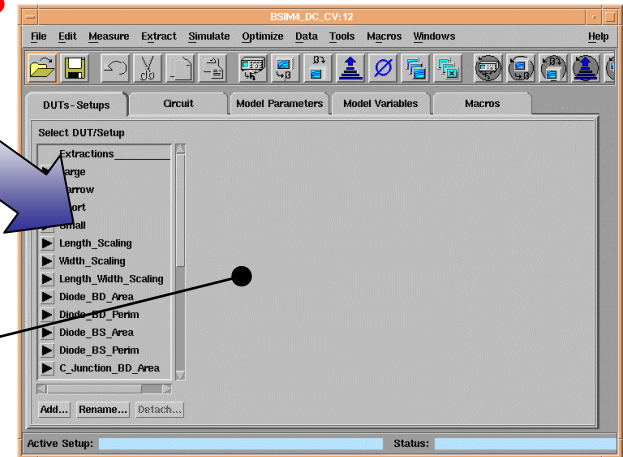 BSIM4_DC_CV:12
File Edit Measure Extract Simulate Optimize Data Tools Macros Windows Help
DUTs-Setups Circuit Model Parameters Model Variables Macros
Select DUT/Setup
Extractions
arge
arrow
ort
Small
Length_Scaling
Width_Scaling
Length_Width_Scaling
Diode_BD_Area
Diode_BD_Perim
Diode_BS_Area
Diode_BS_Perim
C_Junction_BD_Area
Add... Rename... Detach...
Active Setup: Status: